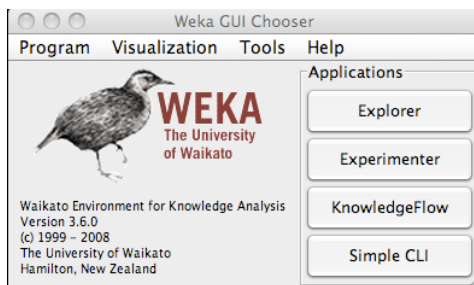 Weka GUI Chooser
Program Visualization Tools Help
WEKA
The University
of Waikato
Waikato Environment for Knowledge Analysis
Version 3.6.0
(c) 1999 - 2008
The University of Waikato
Hamilton, New Zealand
Applications
Explorer
Experimenter
KnowledgeFlow
Simple CLI